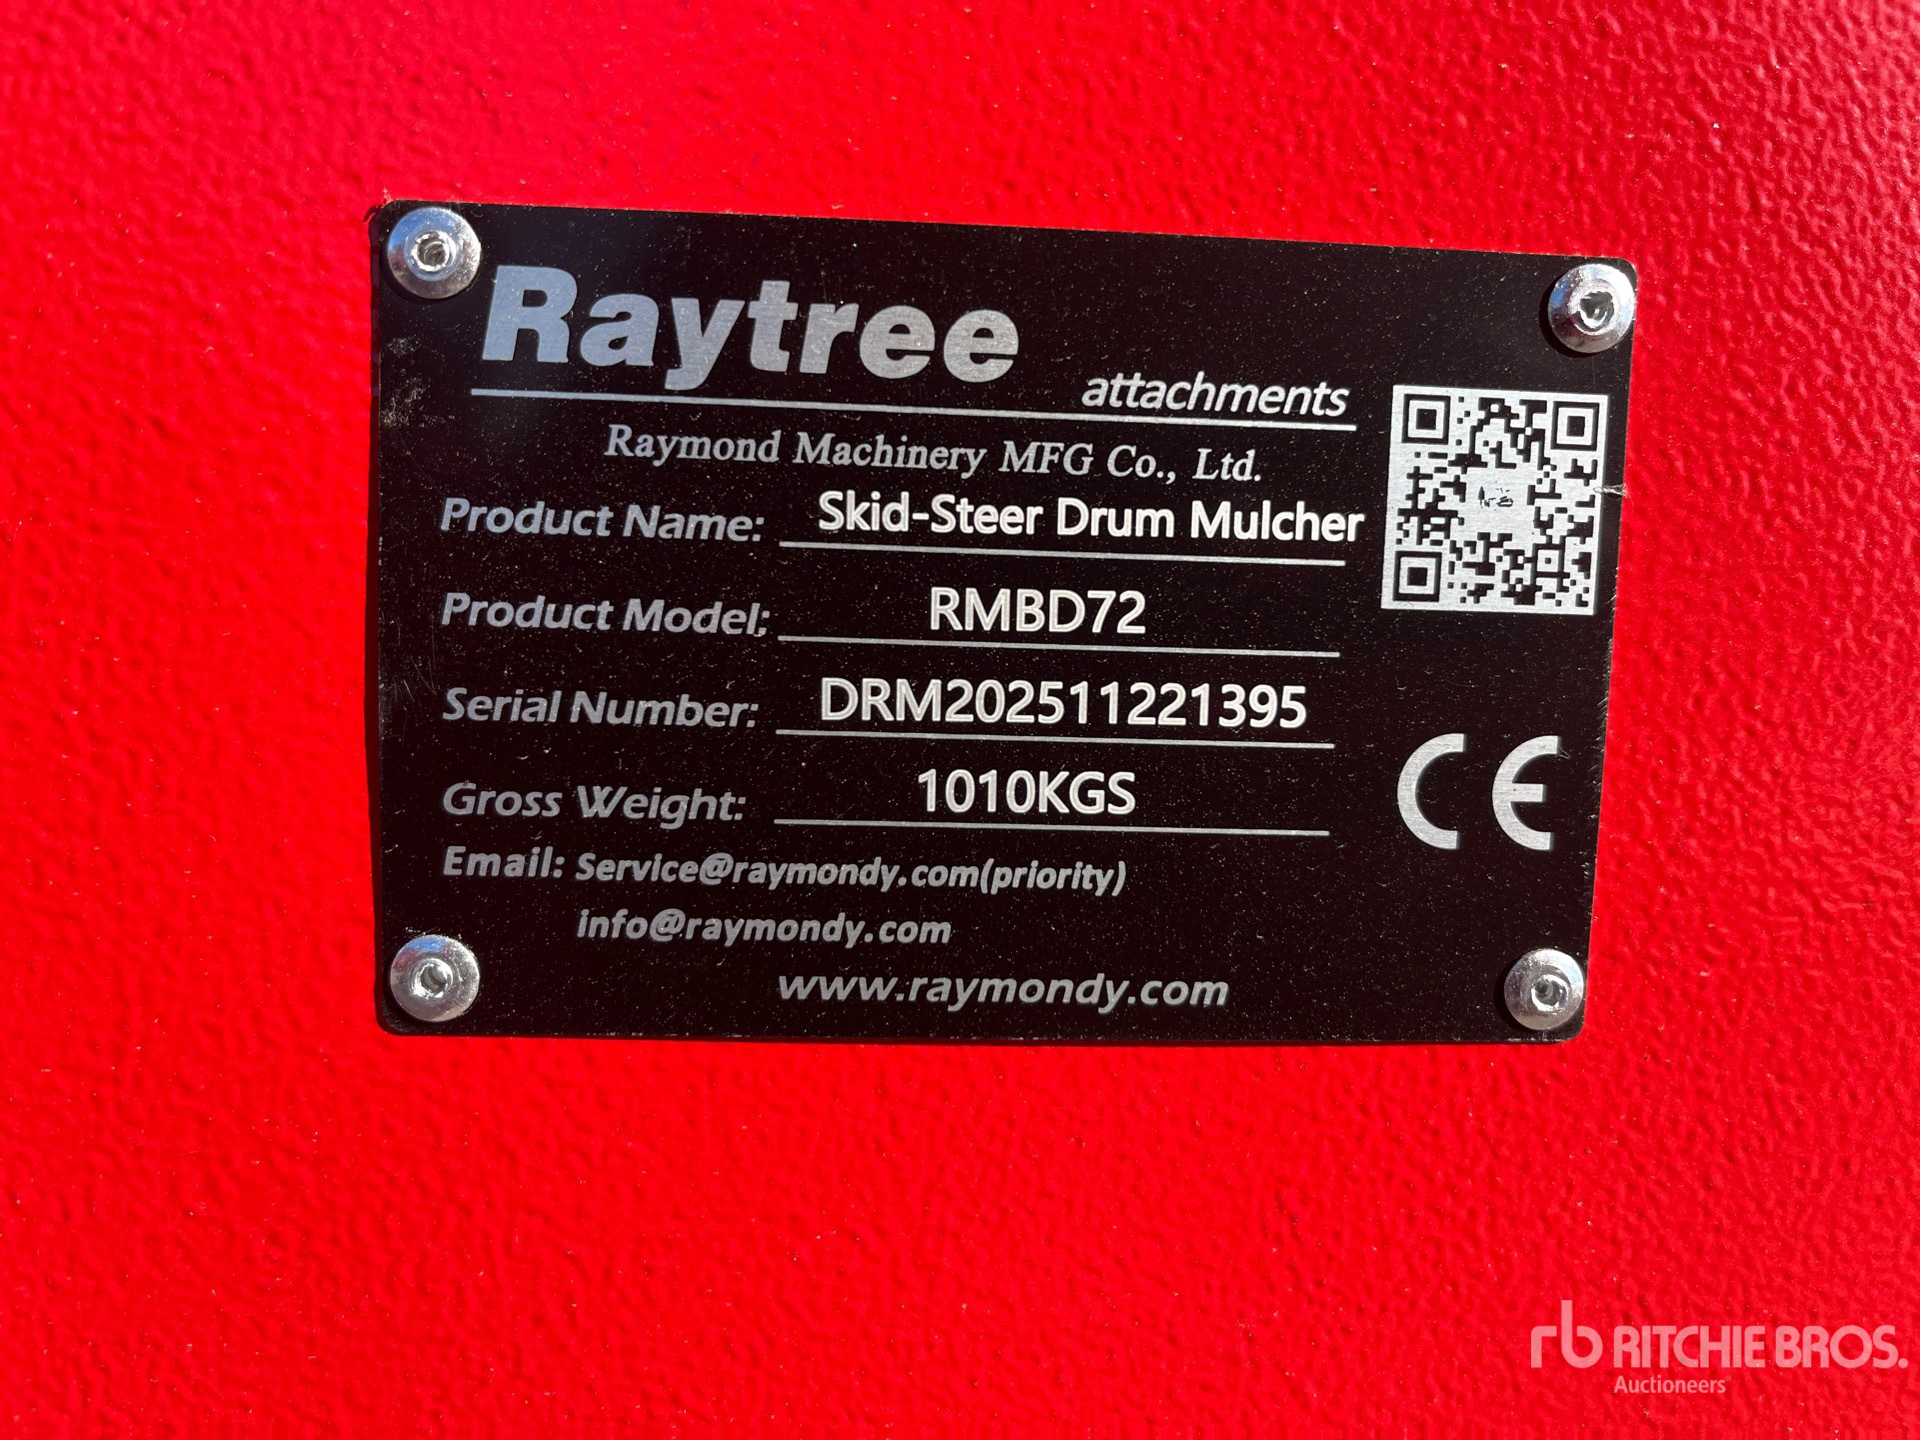 Raytree
attachments
Raymond Machinery MFG Co., Ltd.
Product Name: Skid-Steer Drum Mulcher
Product Model: RMBD72
Serial Number: DRM202511221395
Gross Weight: 1010KGS
Email: Service@raymondy.com(priority)
info@raymondy.com
www.raymondy.com
CE
rb RITCHIE BROS.
Auctioneers